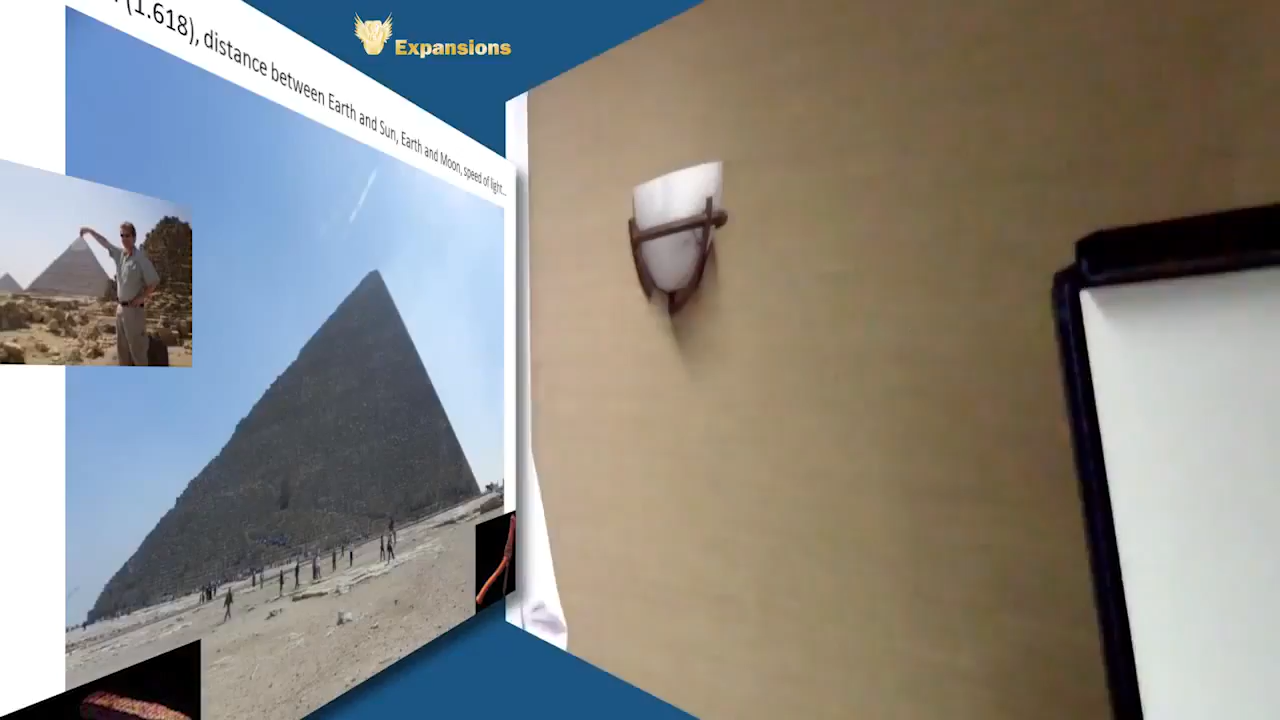 (1.618), distance between Earth and Sun, Earth and Moon, speed of light...
Expansions